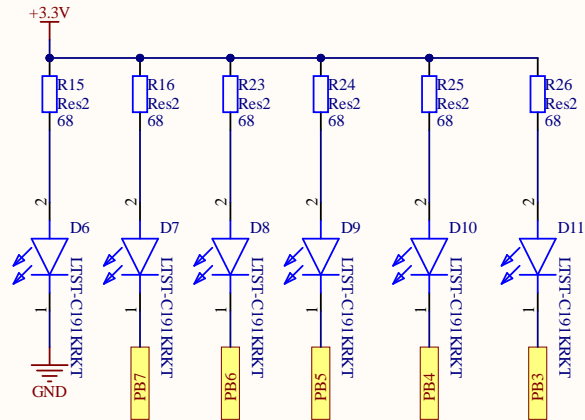 +3.3V
R15
Res2
68
R16
Res2
68
R23
Res2
68
R24
Res2
68
R25
Res2
68
R26
Res2
68
2
2
2
2
2
2
D6
D7
D8
D9
D10
D11
LTST-C191KRKT
LTST-C191KRKT
LTST-C191KRKT
LTST-C191KRKT
LTST-C191KRKT
LTST-C191KRKT
1
1
1
1
1
1
GND
PB7
PB6
PB5
PB4
PB3